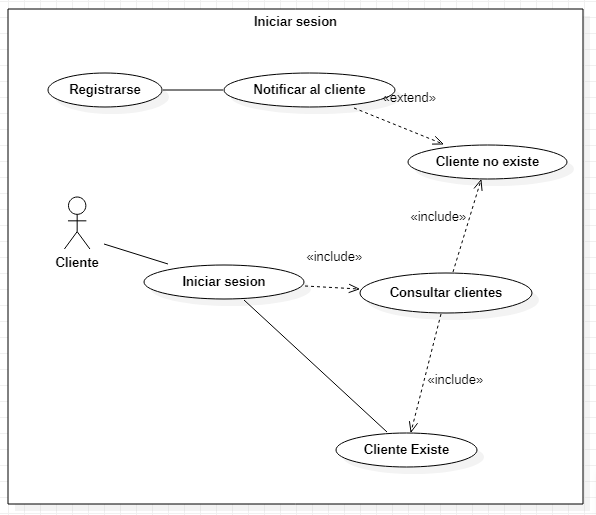 Iniciar sesion
Registrarse
Notificar al cliente
«extend»
Cliente no existe
«include»
Cliente
«include»
Iniciar sesion
Consultar clientes
«include»
Cliente Existe